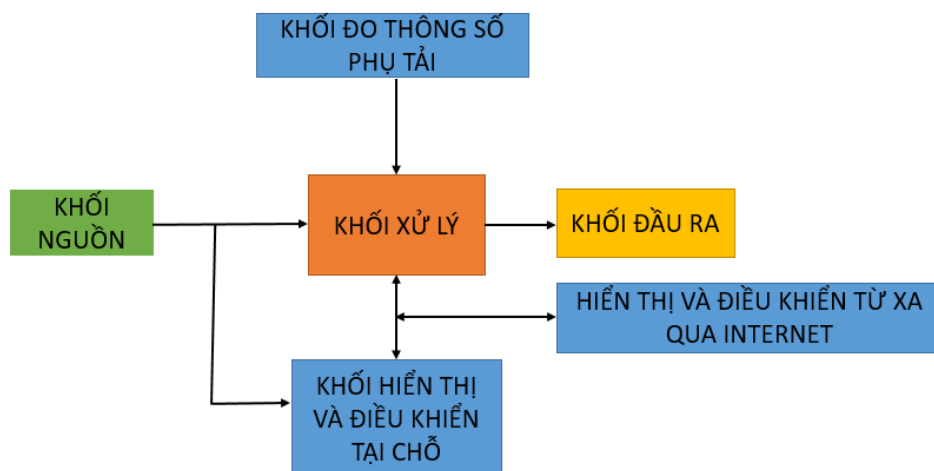 KHỐI ĐO THÔNG SỐ
PHỤ TẢI
KHỐI
NGUỒN
KHỐI XỬ LÝ
KHỐI ĐẦU RA
HIỂN THỊ VÀ ĐIỀU KHIỂN TỪ XA
QUA INTERNET
KHỐI HIỂN THỊ
VÀ ĐIỀU KHIỂN
TẠI CHỖ